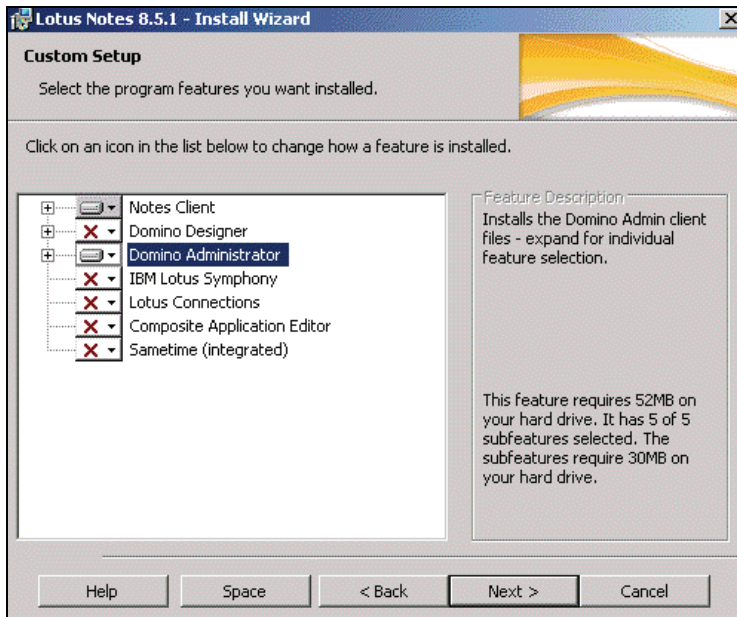 Lotus Notes 8.5.1 - Install Wizard
Custom Setup
Select the program features you want installed.
Click on an icon in the list below to change how a feature is installed.
Notes Client
Domino Designer
Domino Administrator
IBM Lotus Symphony
Lotus Connections
Composite Application Editor
Sametime (integrated)
Feature Description
Installs the Domino Admin client
files - expand for individual
feature selection.
This feature requires 52MB on
your hard drive. It has 5 of 5
subfeatures selected. The
subfeatures require 30MB on
your hard drive.
Help
Space
< Back
Next >
Cancel